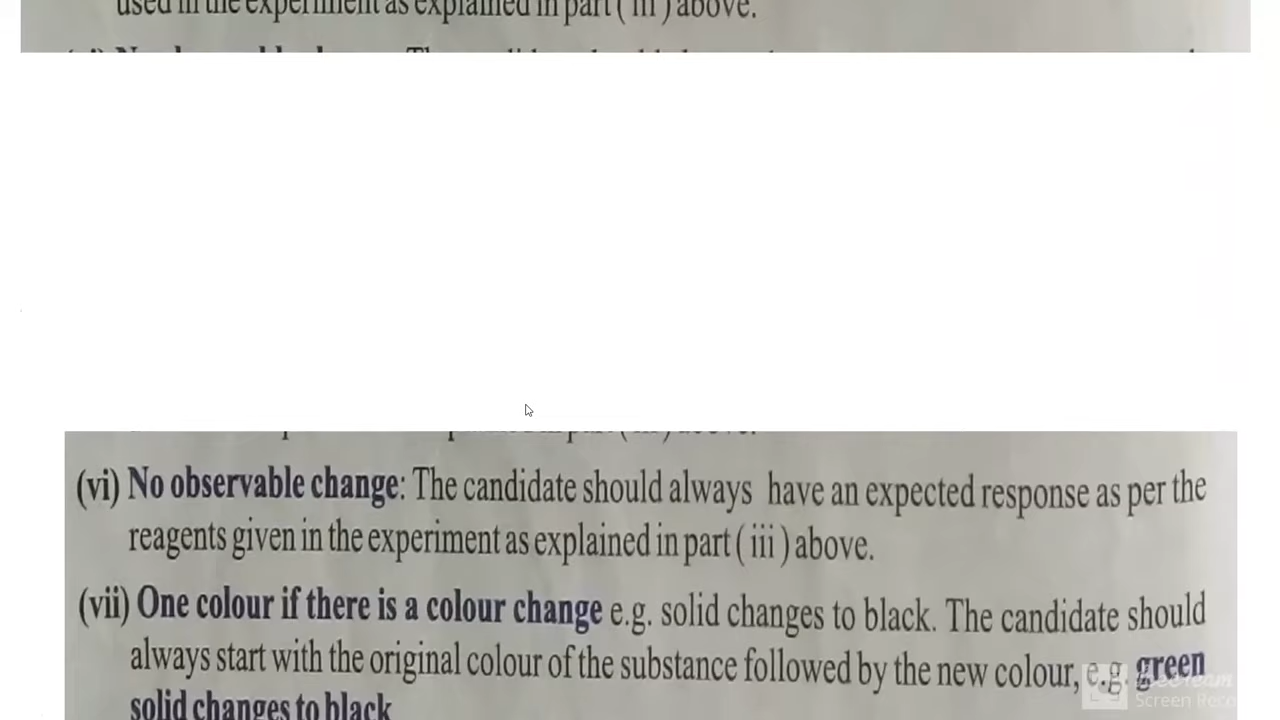 used in the experiment as explained in part ( iii ) above.
(vi) No observable change: The candidate should always have an expected response as per the
reagents given in the experiment as explained in part ( iii ) above.
(vii) One colour if there is a colour change e.g. solid changes to black. The candidate should
always start with the original colour of the substance followed by the new colour, e.g. green
solid changes to black
Screen Reco